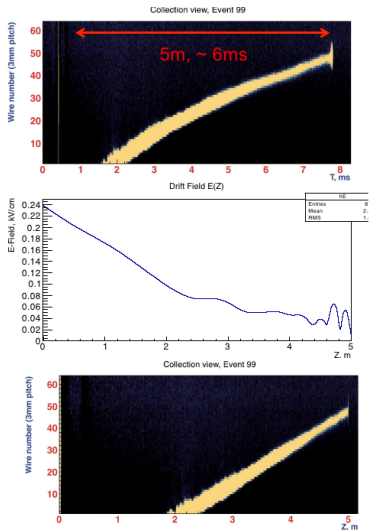 Collection view, Event 99
Wire number (3mm pitch)
60
50
40
30
20
10
5m, ~ 6ms
0 1 2 3 4 5 6 7 8
T, ms
Drift Field E(Z)
E-Field, kV/cm
0.24
0.22
0.2
0.18
0.16
0.14
0.12
0.1
0.08
0.06
0.04
0.02
0
hE
Entries 8
Mean 2.
RMS 1.
0 1 2 3 4 5
Z, m
Collection view, Event 99
Wire number (3mm pitch)
60
50
40
30
20
10
0 1 2 3 4 5
Z, m